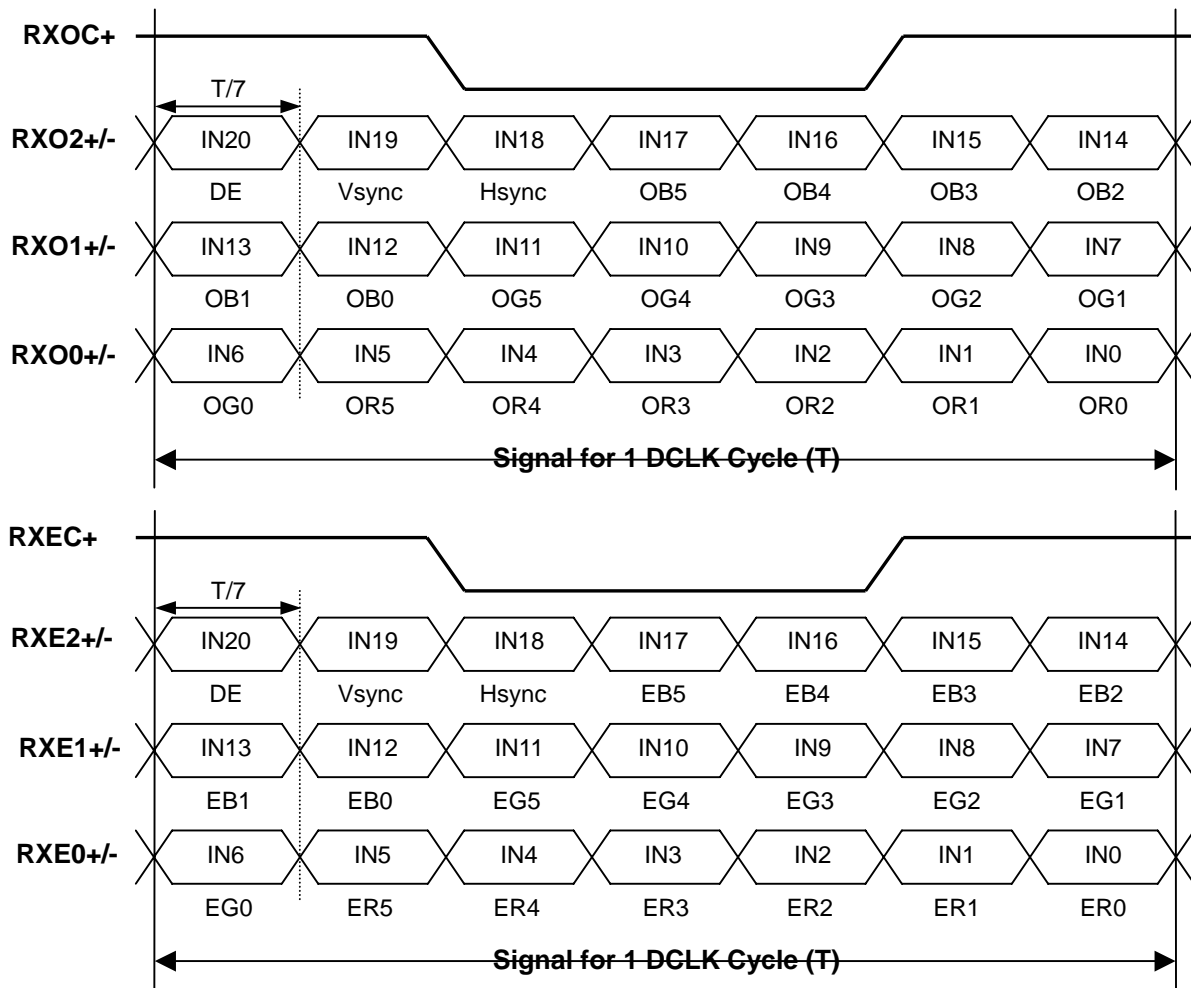 RXOC+
T/7
RXO2+/- IN20 IN19 IN18 IN17 IN16 IN15 IN14
DE Vsync Hsync OB5 OB4 OB3 OB2
RXO1+/- IN13 IN12 IN11 IN10 IN9 IN8 IN7
OB1 OB0 OG5 OG4 OG3 OG2 OG1
RXO0+/- IN6 IN5 IN4 IN3 IN2 IN1 IN0
OG0 OR5 OR4 OR3 OR2 OR1 OR0
Signal for 1 DCLK Cycle (T)
RXEC+
T/7
RXE2+/- IN20 IN19 IN18 IN17 IN16 IN15 IN14
DE Vsync Hsync EB5 EB4 EB3 EB2
RXE1+/- IN13 IN12 IN11 IN10 IN9 IN8 IN7
EB1 EB0 EG5 EG4 EG3 EG2 EG1
RXE0+/- IN6 IN5 IN4 IN3 IN2 IN1 IN0
EG0 ER5 ER4 ER3 ER2 ER1 ER0
Signal for 1 DCLK Cycle (T)